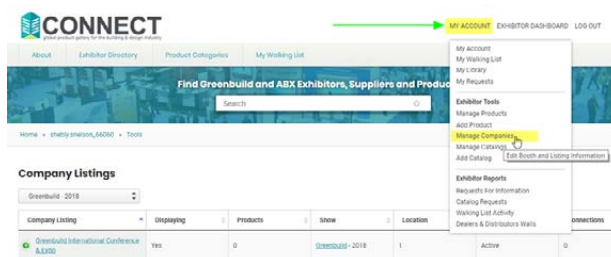 CONNECT
global product gallery for the building & design industry
MY ACCOUNT EXHIBITOR DASHBOARD LOG OUT
About Exhibitor Directory Product Categories My Walking List
My Account
My Walking List
My Library
My Requests
Find Greenbuild and ABX Exhibitors, Suppliers and Produc
Search
Exhibitor Tools
Manage Products
Add Product
Manage Companies
Manage Catalogs
Add Catalog
Edit Booth and Listing Information
Home » shelby snelson_66060 » Tools
Company Listings
Exhibitor Reports
Requests For Information
Catalog Requests
Walking List Activity
Dealers & Distributors Walls
Greenbuild - 2018
Company Listing Displaying Products Show Location onnections
Greenbuild International Conference & Expo Yes 0 Greenbuild - 2018 1 Active 0